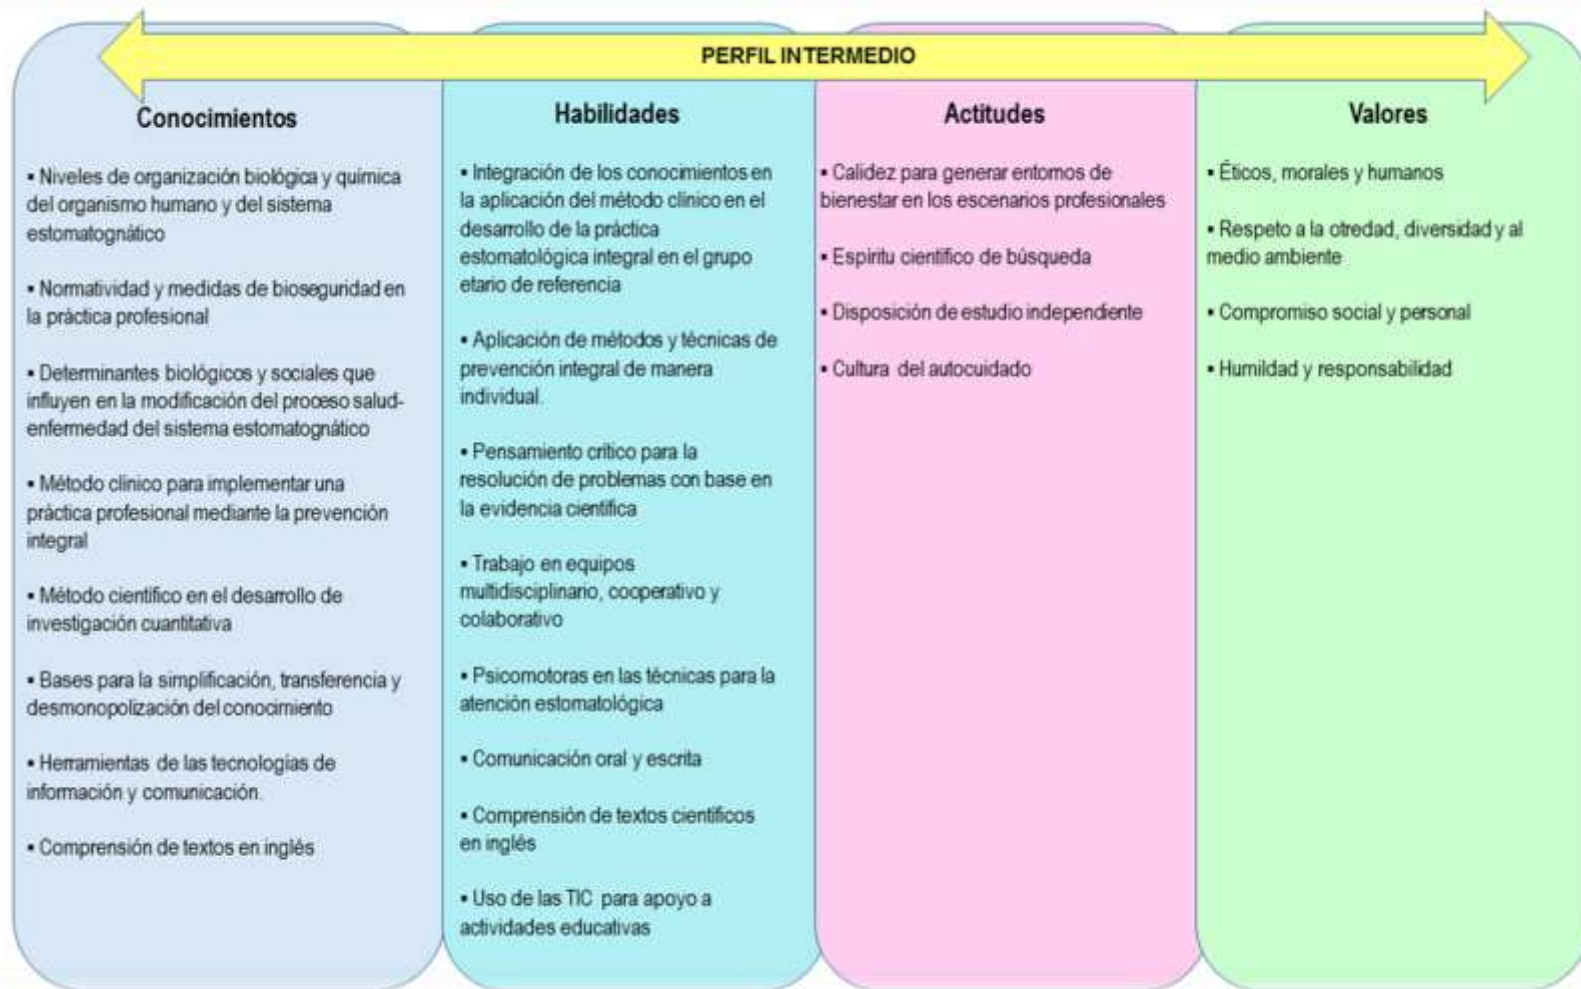 PERFIL INTERMEDIO
Conocimientos
▪ Niveles de organización biológica y química
del organismo humano y del sistema
estomatognático
▪ Normatividad y medidas de bioseguridad en
la práctica profesional
▪ Determinantes biológicos y sociales que
influyen en la modificación del proceso salud-
enfermedad del sistema estomatognático
▪ Método clínico para implementar una
práctica profesional mediante la prevención
integral
▪ Método científico en el desarrollo de
investigación cuantitativa
▪ Bases para la simplificación, transferencia y
desmonopolización del conocimiento
▪ Herramientas de las tecnologías de
información y comunicación.
▪ Comprensión de textos en inglés
Habilidades
▪ Integración de los conocimientos en
la aplicación del método clínico en el
desarrollo de la práctica
estomatológica integral en el grupo
etario de referencia
▪ Aplicación de métodos y técnicas de
prevención integral de manera
individual.
▪ Pensamiento crítico para la
resolución de problemas con base en
la evidencia científica
▪ Trabajo en equipos
multidisciplinario, cooperativo y
colaborativo
▪ Psicomotoras en las técnicas para la
atención estomatológica
▪ Comunicación oral y escrita
▪ Comprensión de textos científicos
en inglés
▪ Uso de las TIC para apoyo a
actividades educativas
Actitudes
▪ Calidez para generar entornos de
bienestar en los escenarios profesionales
▪ Espíritu científico de búsqueda
▪ Disposición de estudio independiente
▪ Cultura del autocuidado
Valores
▪ Éticos, morales y humanos
▪ Respeto a la otredad, diversidad y al
medio ambiente
▪ Compromiso social y personal
▪ Humildad y responsabilidad